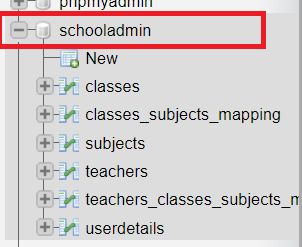 phpmyadmin
schooladmin
New
classes
classes_subjects_mapping
subjects
teachers
teachers_classes_subjects_m
userdetails